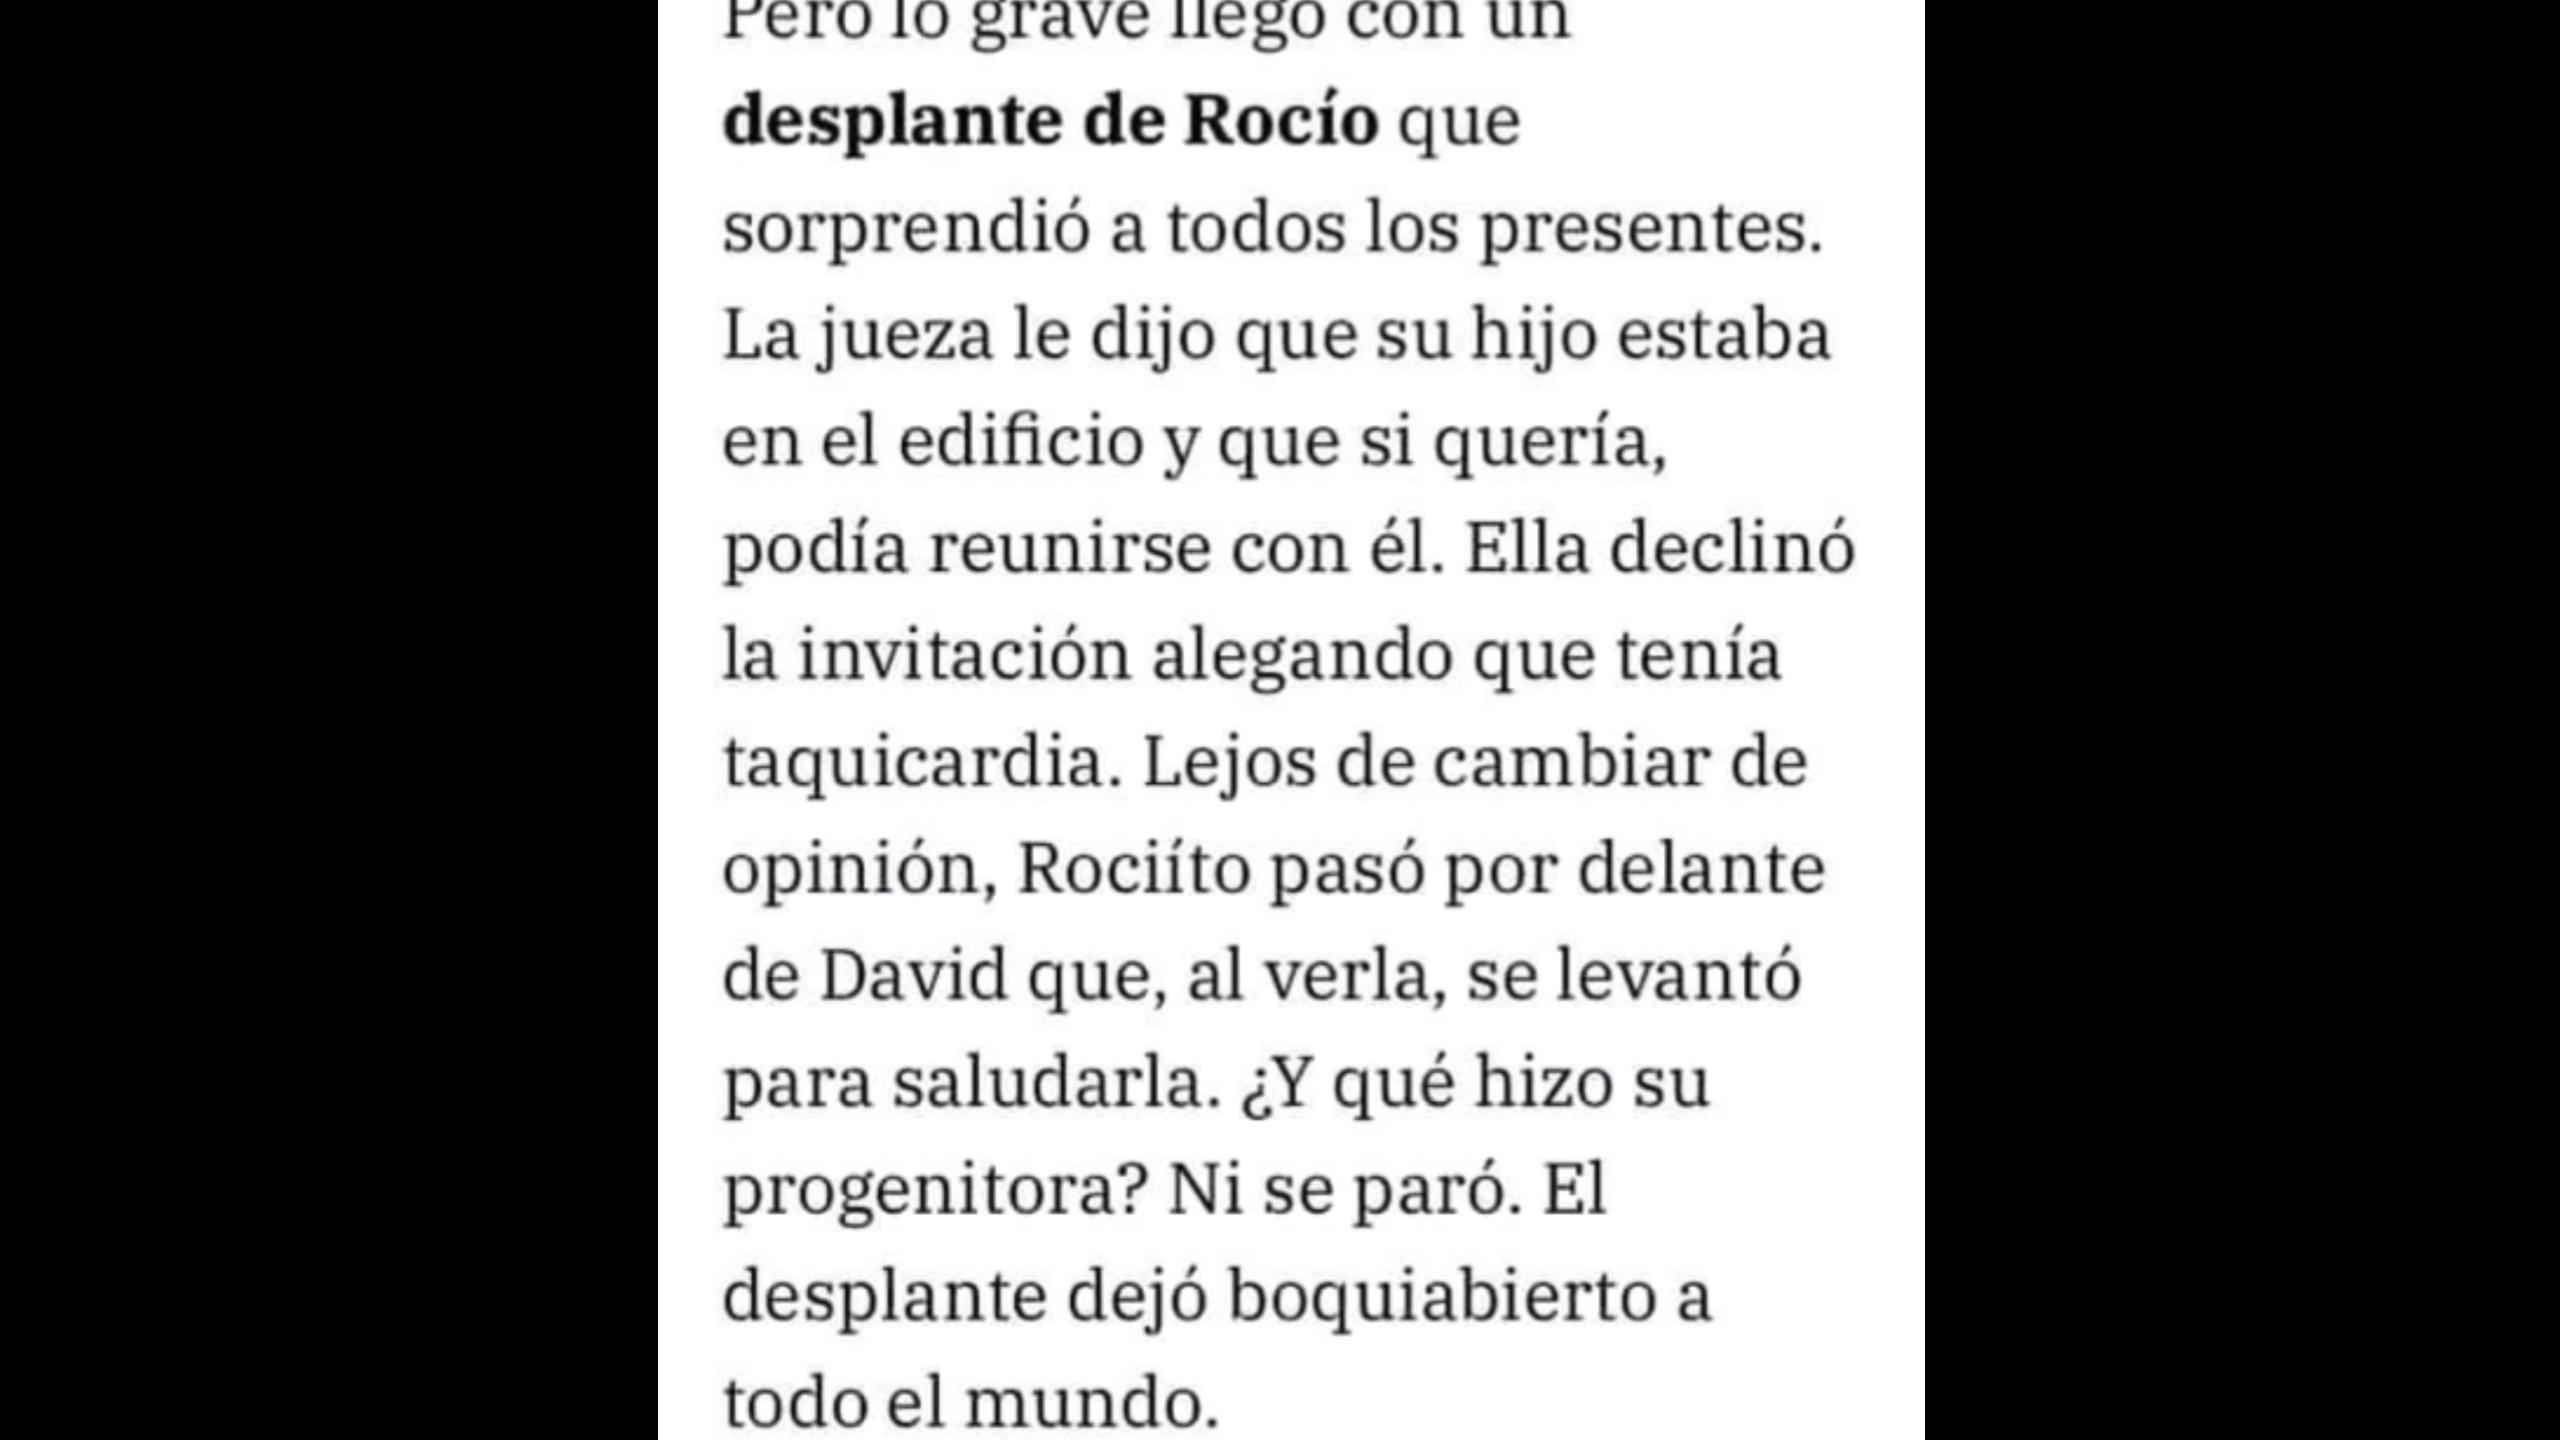 Pero lo grave llegó con un
desplante de Rocío que
sorprendió a todos los presentes.
La jueza le dijo que su hijo estaba
en el edificio y que si quería,
podía reunirse con él. Ella declinó
la invitación alegando que tenía
taquicardia. Lejos de cambiar de
opinión, Rociíto pasó por delante
de David que, al verla, se levantó
para saludarla. ¿Y qué hizo su
progenitora? Ni se paró. El
desplante dejó boquiabierto a
todo el mundo.